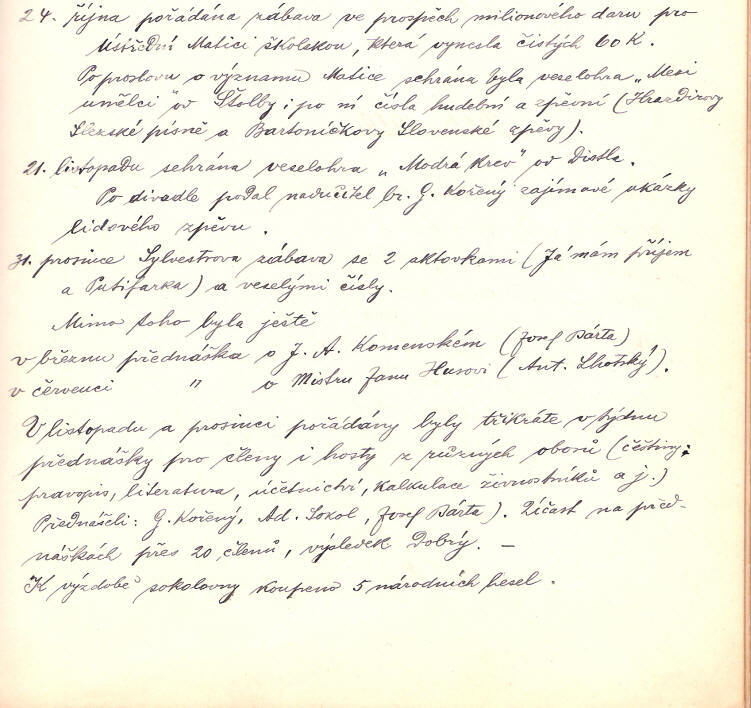 24. října pořádána zábava ve prospěch milionového daru pro
Ústřední Matici školskou, která vynesla čistých 60 K.
Po proslovu o významu Matice sehrána byla veselohra „Mezi
umělci" od Štolby; po ní čísla hudební a zpěvní (Hrazdirovy
Slezské písně a Bartoníčkovy Slovenské zpěvy).
21. listopadu sehrána veselohra „Modrá krev" od Distla.
Po divadle podal nadučitel br. G. Kořený zajímavé ukázky
lidového zpěvu.
31. prosince Sylvestrova zábava se 2 aktovkami (Já mám příjem
a Putifarka) a veselými čísly.
Mimo toho byla ještě
v březnu přednáška o J. A. Komenském (Josef Bárta)
v červenci " o Mistru Janu Husovi (Ant. Lhotský).
V listopadu a prosinci pořádány byly třikráte v týdnu
přednášky pro členy i hosty z různých oborů (čeština:
pravopis, literatura, účetnictví, kalkulace živnostníků a j.)
Přednášeli: G. Kořený, Ad. Sokol, Josef Bárta). Účast na před-
náškách přes 20 členů, výsledek dobrý. —
K výzdobě sokolovny koupeno 5 národních hesel.